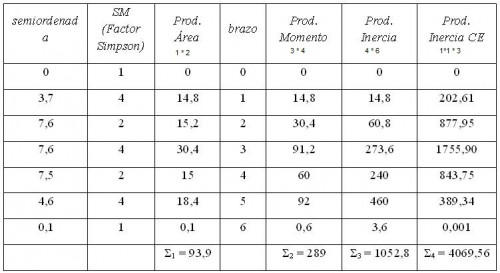 semiordenada SM (Factor Simpson) Prod. Área 1 * 2 brazo Prod. Momento 3 * 4 Prod. Inercia 4 * 6 Prod. Inercia CE 1*1 * 3
0 1 0 0 0 0 0
3,7 4 14,8 1 14,8 14,8 202,61
7,6 2 15,2 2 30,4 60,8 877,95
7,6 4 30,4 3 91,2 273,6 1755,90
7,5 2 15 4 60 240 843,75
4,6 4 18,4 5 92 460 389,34
0,1 1 0,1 6 0,6 3,6 0,001
Σ1 = 93,9 Σ2 = 289 Σ3 = 1052,8 Σ4 = 4069,56